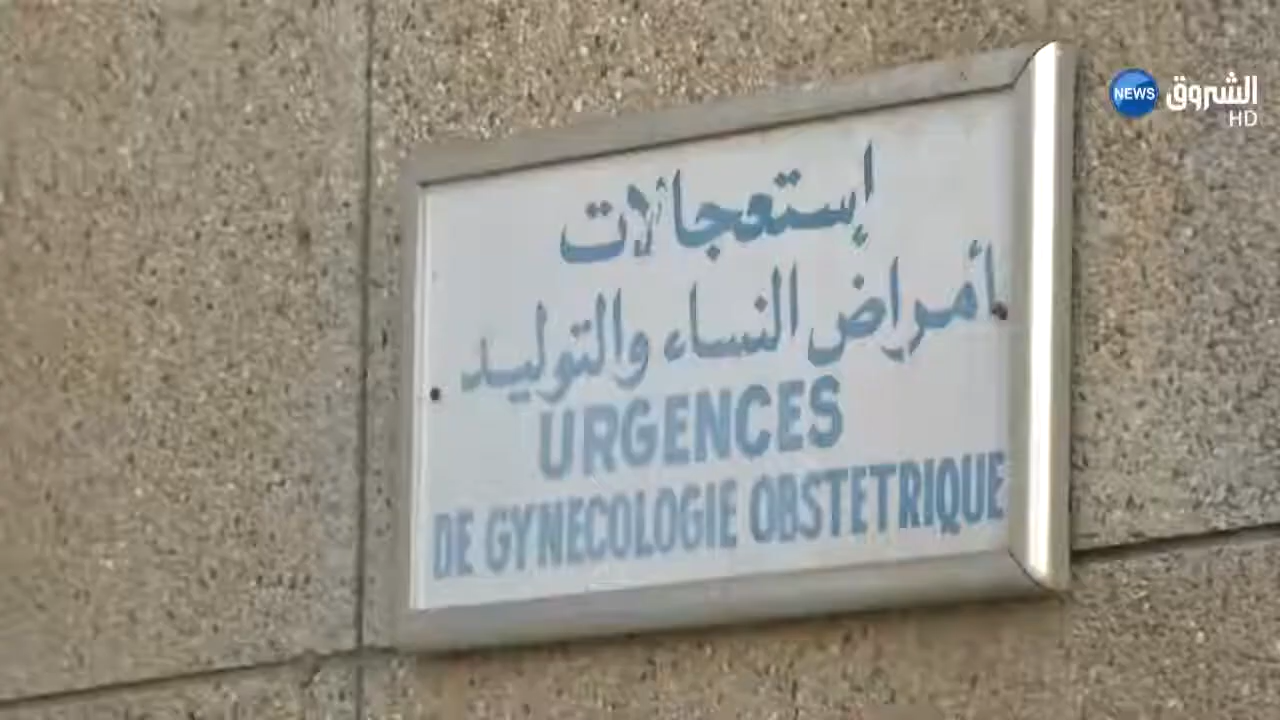 إستعجالات
أمراض النساء والتوليد
URGENCES
DE GYNECOLOGIE OBSTETRIQUE
NEWS الشروق
HD